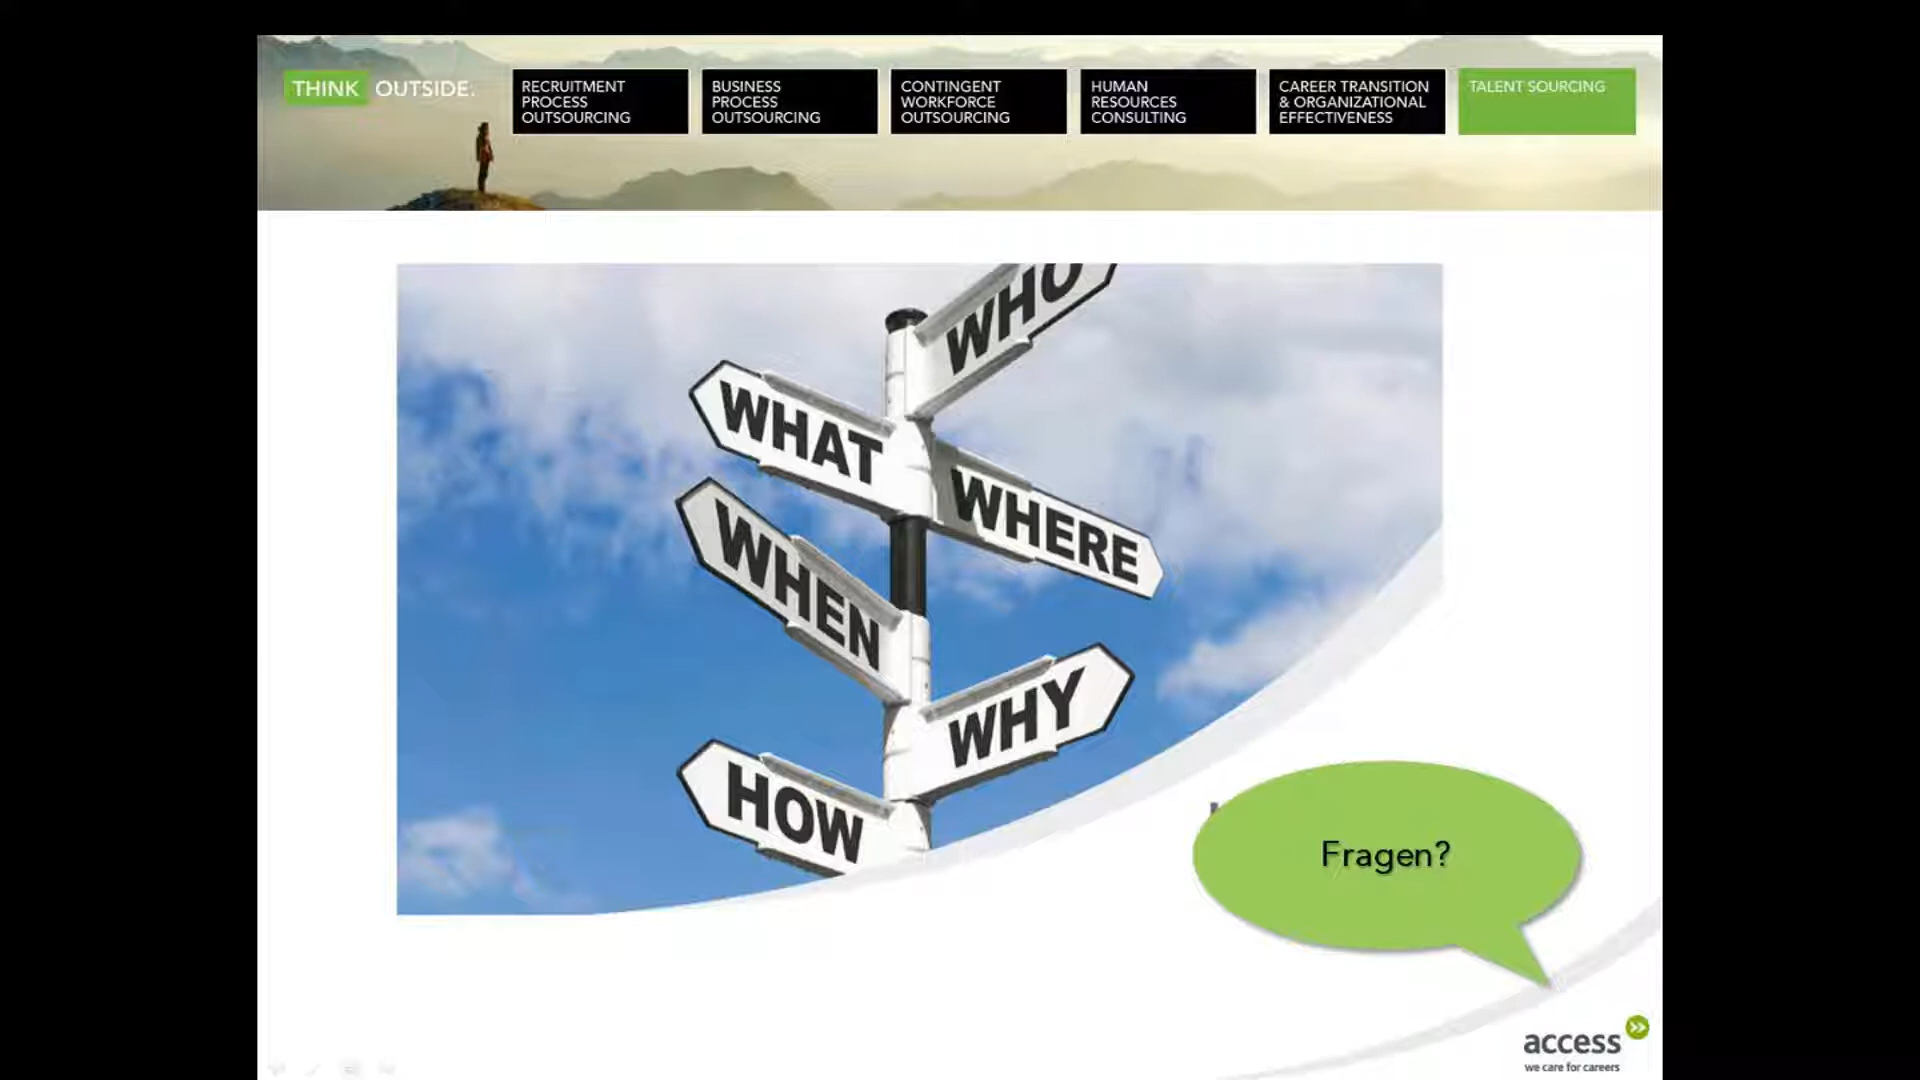 THINK OUTSIDE.
RECRUITMENT
PROCESS
OUTSOURCING
BUSINESS
PROCESS
OUTSOURCING
CONTINGENT
WORKFORCE
OUTSOURCING
HUMAN
RESOURCES
CONSULTING
CAREER TRANSITION
& ORGANIZATIONAL
EFFECTIVENESS
TALENT SOURCING
WHO
WHAT
WHERE
WHEN
WHY
HOW
Fragen?
access
we care for careers